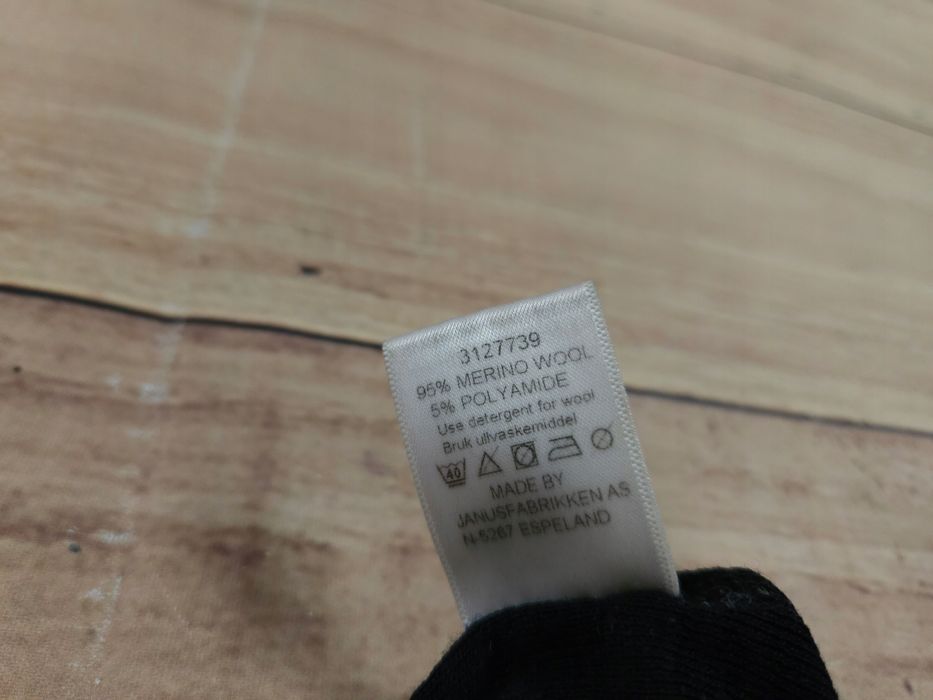 3127739
95% MERINO WOOL
5% POLYAMIDE
Use detergent for wool
Bruk ullvaskemiddel
40
MADE BY
JANUSFABRIKKEN AS
N-5267 ESPELAND